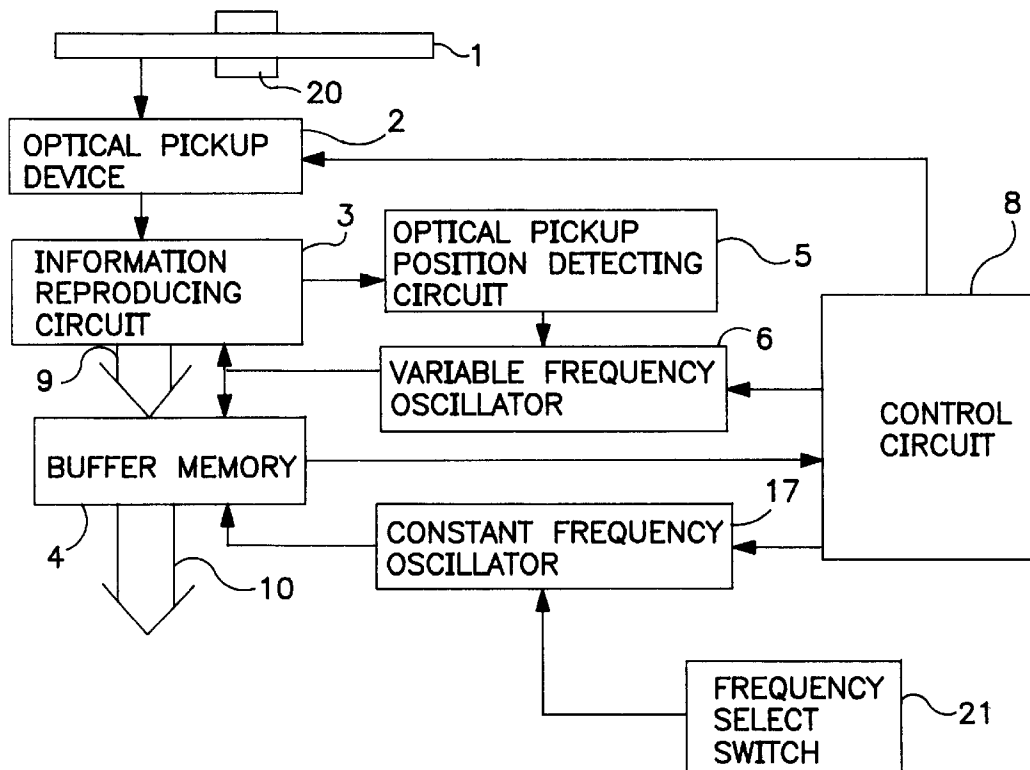 1
20
2
OPTICAL PICKUP
DEVICE
8
3
OPTICAL PICKUP
POSITION DETECTING
CIRCUIT
5
INFORMATION
REPRODUCING
CIRCUIT
6
9
VARIABLE FREQUENCY
OSCILLATOR
CONTROL
CIRCUIT
BUFFER MEMORY
17
4
CONSTANT FREQUENCY
OSCILLATOR
10
FREQUENCY
SELECT
SWITCH
21